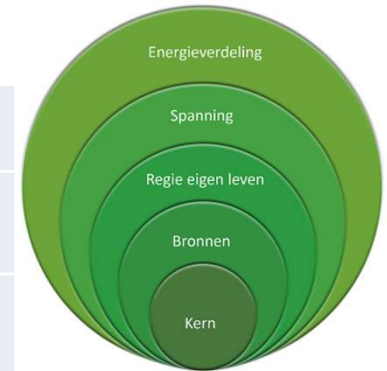 Energieverdeling
Spanning
Regie eigen leven
Bronnen
Kern